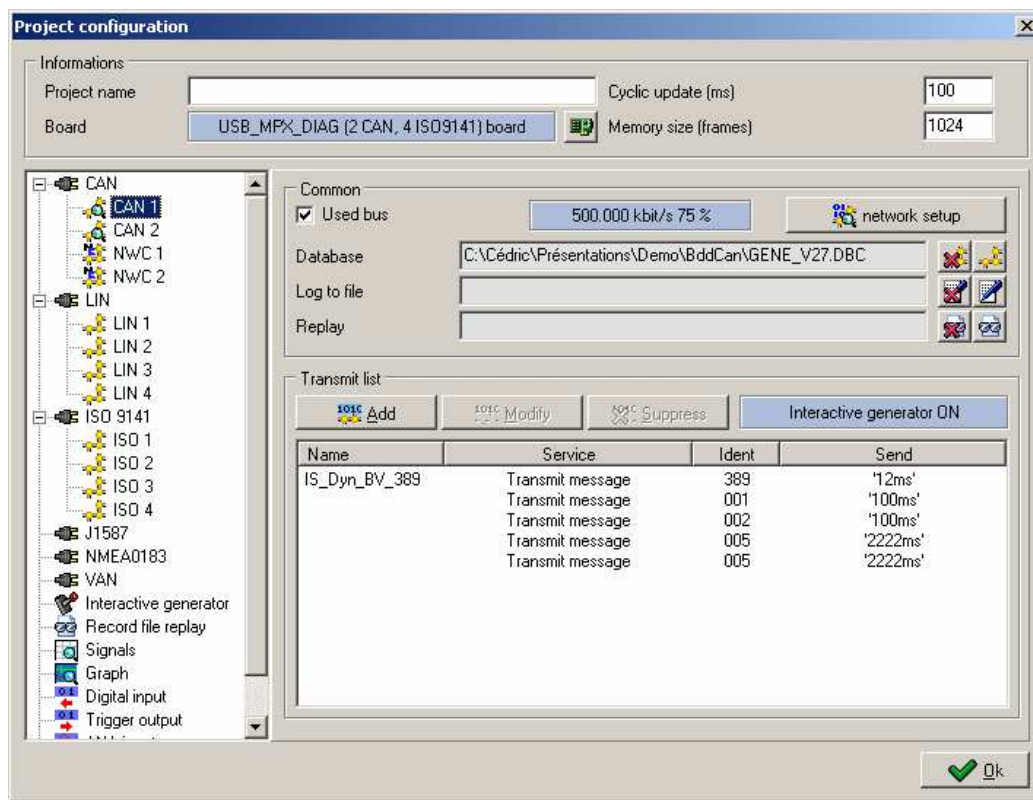 Project configuration
Informations
Project name
Cyclic update (ms)
100
Board
USB_MPX_DIAG (2 CAN, 4 ISO9141) board
Memory size (frames)
1024
CAN
CAN 1
CAN 2
NWC 1
NWC 2
LIN
LIN 1
LIN 2
LIN 3
LIN 4
ISO 9141
ISO 1
ISO 2
ISO 3
ISO 4
J1587
NMEA0183
VAN
Interactive generator
Record file replay
Signals
Graph
Digital input
Trigger output
Common
Used bus
500.000 kbit/s 75 %
network setup
Database
C:\Cédric\Présentations\Demo\BddCan\GENE_V27.DBC
Log to file
Replay
Transmit list
Add
Modify
Suppress
Interactive generator ON
Name Service Ident Send
IS_Dyn_BV_389 Transmit message 389 '12ms'
Transmit message 001 '100ms'
Transmit message 002 '100ms'
Transmit message 005 '2222ms'
Transmit message 005 '2222ms'
Ok